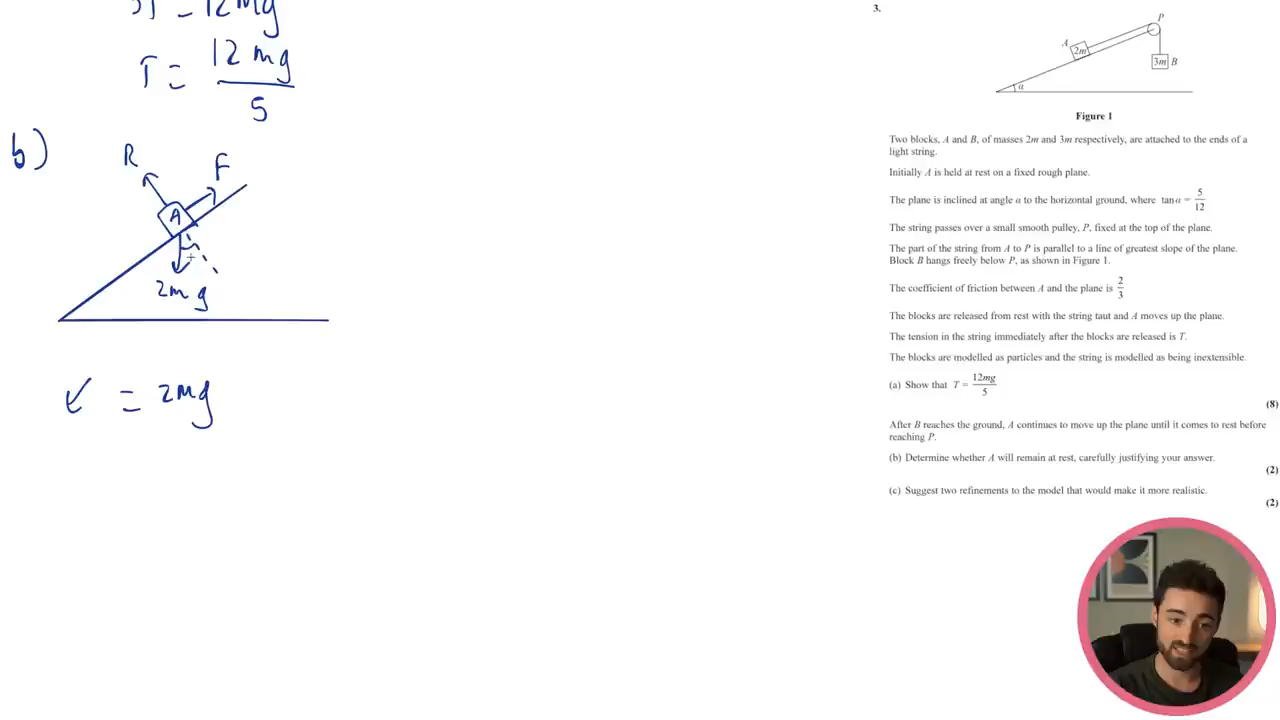 5T = 12mg
T = 12mg
5
b)
R
F
A
2mg
↙ = 2mg
3.
P
A
2m
3m B
α
Figure 1
Two blocks, A and B, of masses 2m and 3m respectively, are attached to the ends of a
light string.
Initially A is held at rest on a fixed rough plane.
The plane is inclined at angle α to the horizontal ground, where tan α = 5/12
The string passes over a small smooth pulley, P, fixed at the top of the plane.
The part of the string from A to P is parallel to a line of greatest slope of the plane.
Block B hangs freely below P, as shown in Figure 1.
The coefficient of friction between A and the plane is 2/3
The blocks are released from rest with the string taut and A moves up the plane.
The tension in the string immediately after the blocks are released is T.
The blocks are modelled as particles and the string is modelled as being inextensible.
(a) Show that T = 12mg/5
(8)
After B reaches the ground, A continues to move up the plane until it comes to rest before
reaching P.
(b) Determine whether A will remain at rest, carefully justifying your answer.
(2)
(c) Suggest two refinements to the model that would make it more realistic.
(2)